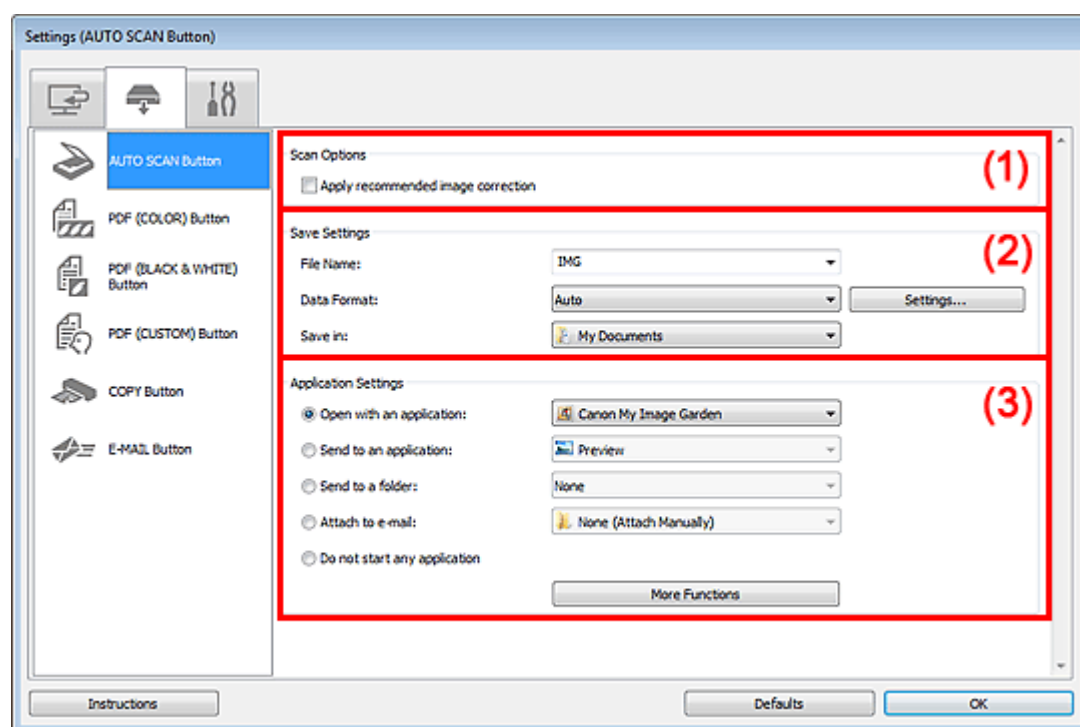 Settings (AUTO SCAN Button)
AUTO SCAN Button
PDF (COLOR) Button
PDF (BLACK & WHITE)
Button
PDF (CUSTOM) Button
COPY Button
E-MAIL Button
Scan Options
(1)
Apply recommended image correction
Save Settings
(2)
File Name: IMG
Data Format: Auto Settings...
Save in: My Documents
Application Settings
(3)
Open with an application: Canon My Image Garden
Send to an application: Preview
Send to a folder: None
Attach to e-mail: None (Attach Manually)
Do not start any application
More Functions
Instructions Defaults OK